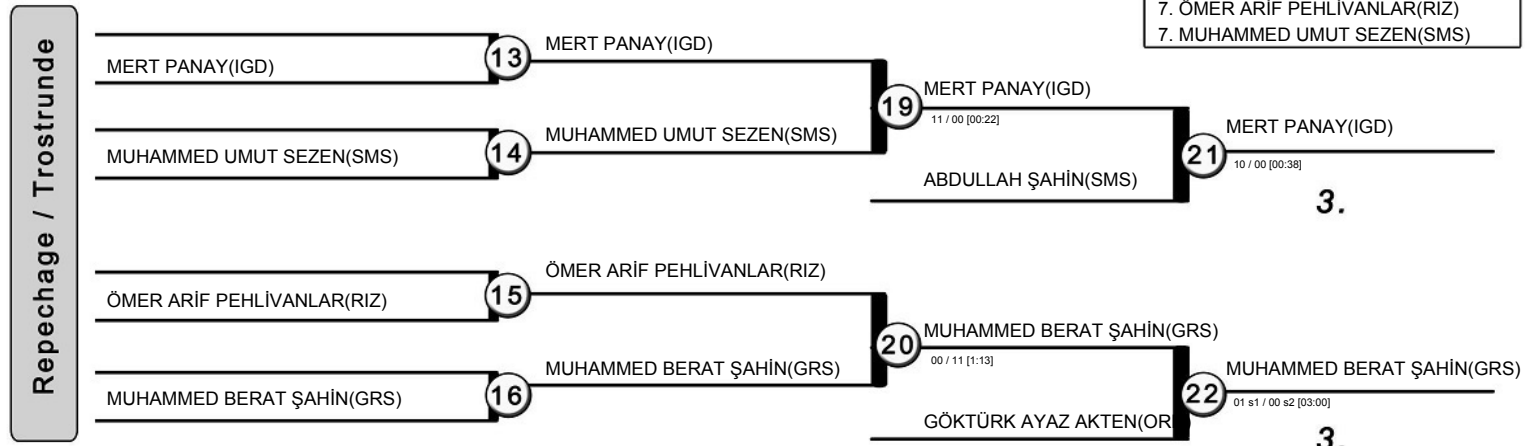 7. ÖMER ARİF PEHLİVANLAR(RIZ)
7. MUHAMMED UMUT SEZEN(SMS)
Repechage / Trostrunde
MERT PANAY(IGD)
13
MERT PANAY(IGD)
MUHAMMED UMUT SEZEN(SMS)
14
MUHAMMED UMUT SEZEN(SMS)
19
MERT PANAY(IGD)
11 / 00 [00:22]
ABDULLAH ŞAHİN(SMS)
21
MERT PANAY(IGD)
10 / 00 [00:38]
3.
ÖMER ARİF PEHLİVANLAR(RIZ)
15
ÖMER ARİF PEHLİVANLAR(RIZ)
MUHAMMED BERAT ŞAHİN(GRS)
16
MUHAMMED BERAT ŞAHİN(GRS)
20
MUHAMMED BERAT ŞAHİN(GRS)
00 / 11 [1:13]
GÖKTÜRK AYAZ AKTEN(OR
22
MUHAMMED BERAT ŞAHİN(GRS)
01 s1 / 00 s2 [03:00]
3.